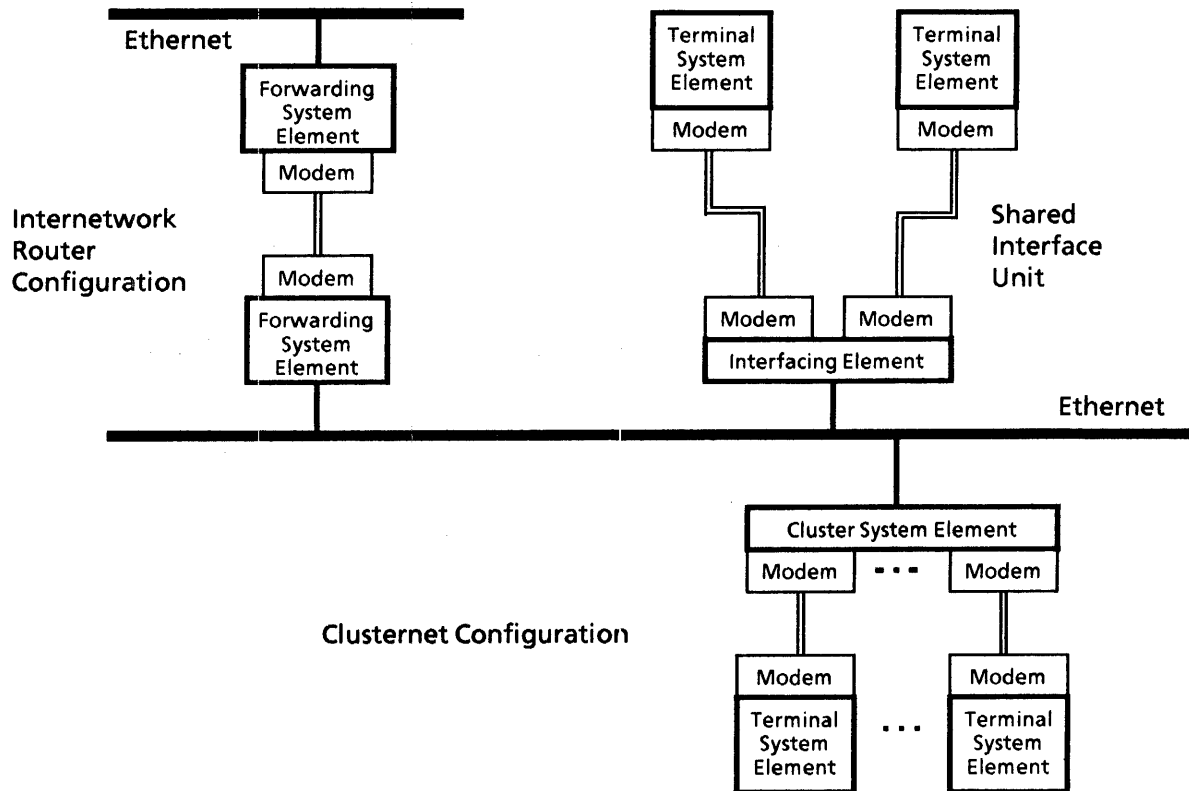 Ethernet
Forwarding
System
Element
Modem
Internetwork
Router
Configuration
Modem
Forwarding
System
Element
Terminal
System
Element
Modem
Terminal
System
Element
Modem
Shared
Interface
Unit
Modem
Modem
Interfacing Element
Ethernet
Cluster System Element
Modem
...
Modem
Clusternet Configuration
Modem
Modem
Terminal
System
Element
...
Terminal
System
Element